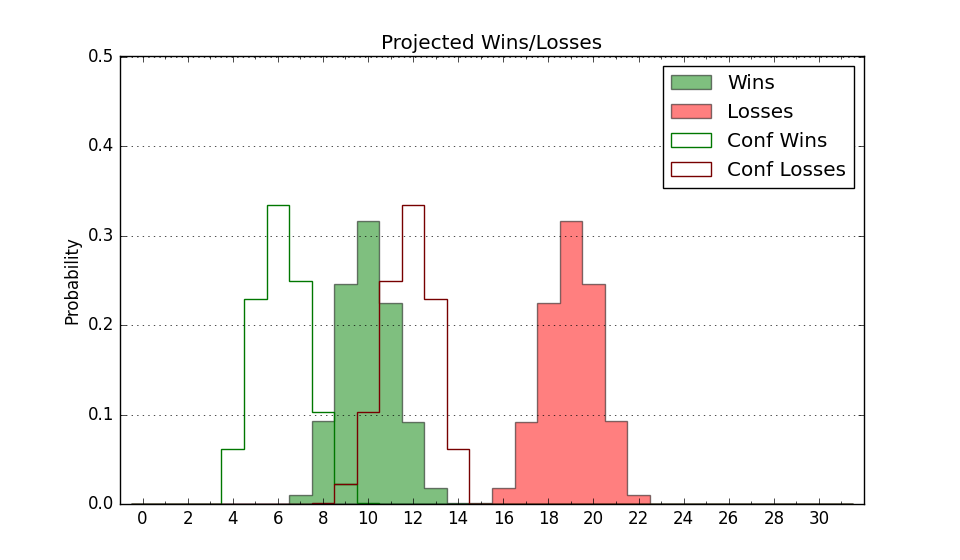 Projected Wins/Losses
0.5
0.4
0.3
0.2
0.1
0.0
Probability
Wins
Losses
Conf Wins
Conf Losses
0 2 4 6 8 10 12 14 16 18 20 22 24 26 28 30